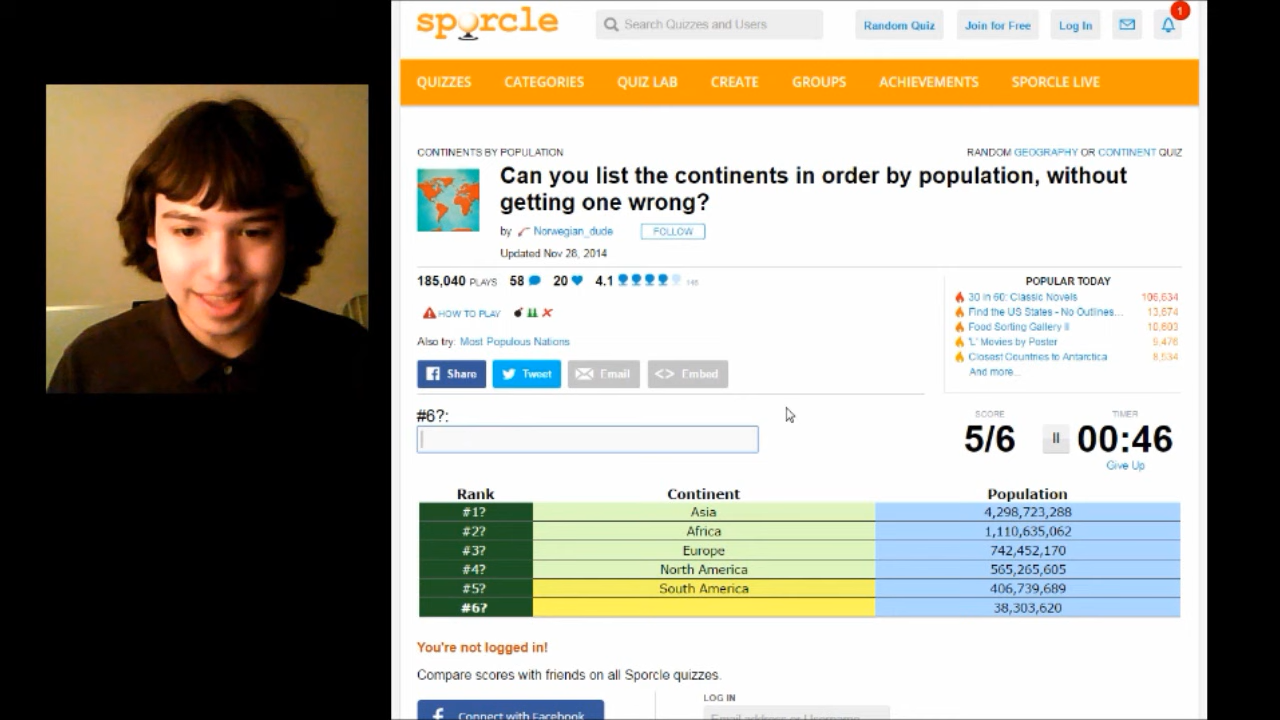 sporcle
Search Quizzes and Users
Random Quiz
Join for Free
Log In
1
QUIZZES CATEGORIES QUIZ LAB CREATE GROUPS ACHIEVEMENTS SPORCLE LIVE
CONTINENTS BY POPULATION
RANDOM GEOGRAPHY OR CONTINENT QUIZ
Can you list the continents in order by population, without
getting one wrong?
by Norwegian_dude
FOLLOW
Updated Nov 28, 2014
185,040 PLAYS 58 20 4.1
POPULAR TODAY
30 in 60: Classic Novels 106,634
Find the US States - No Outlines... 13,674
Food Sorting Gallery II 10,603
'L' Movies by Poster 9,476
Closest Countries to Antarctica 8,534
And more...
HOW TO PLAY
Also try: Most Populous Nations
Share
Tweet
Email
<> Embed
#6?:
SCORE
5/6
TIMER
00:46
Give Up
Rank Continent Population
#1? Asia 4,298,723,288
#2? Africa 1,110,635,062
#3? Europe 742,452,170
#4? North America 565,265,605
#5? South America 406,739,689
#6? 38,303,620
You're not logged in!
Compare scores with friends on all Sporcle quizzes.
Connect with Facebook
LOG IN
Email address or Username